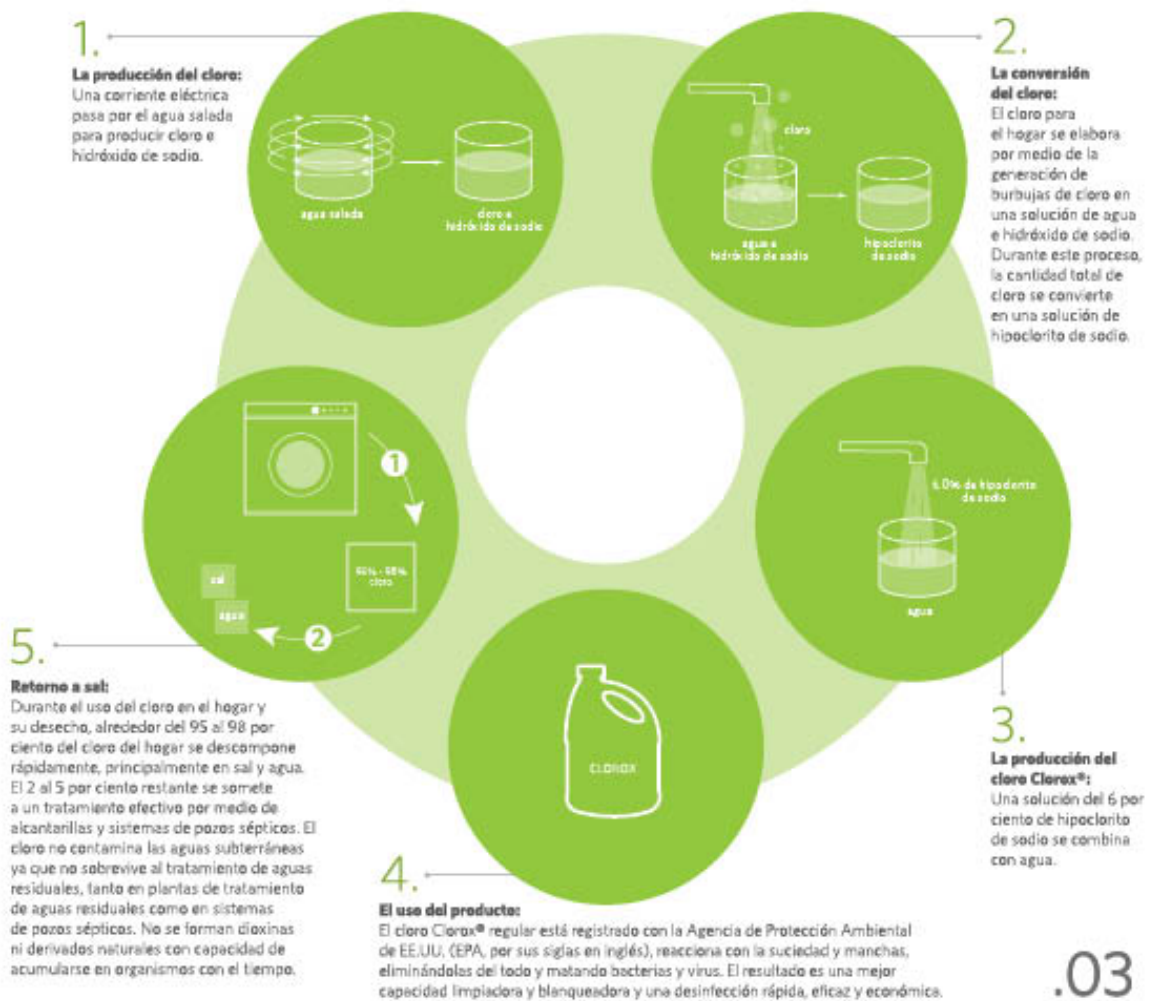 1.
La producción del cloro:
Una corriente eléctrica
pasa por el agua salada
para producir cloro e
hidróxido de sodio.
agua salada
cloro e
hidróxido de sodio
2.
La conversión
del cloro:
El cloro para
el hogar se elabora
por medio de la
generación de
burbujas de cloro en
una solución de agua
e hidróxido de sodio.
Durante este proceso,
la cantidad total de
cloro se convierte
en una solución de
hipoclorito de sodio.
cloro
agua e
hidróxido de sodio
hipoclorito
de sodio
3.
La producción del
cloro Clorox®:
Una solución del 6 por
ciento de hipoclorito
de sodio se combina
con agua.
6.0% de hipoclorito
de sodio
agua
4.
El uso del producto:
El cloro Clorox® regular está registrado con la Agencia de Protección Ambiental
de EE.UU. (EPA, por sus siglas en inglés), reacciona con la suciedad y manchas,
eliminándolas del todo y matando bacterias y virus. El resultado es una mejor
capacidad limpiadora y blanqueadora y una desinfección rápida, eficaz y económica.
CLOROX
5.
Retorno a sal:
Durante el uso del cloro en el hogar y
su desecho, alrededor del 95 al 98 por
ciento del cloro del hogar se descompone
rápidamente, principalmente en sal y agua.
El 2 al 5 por ciento restante se somete
a un tratamiento efectivo por medio de
alcantarillas y sistemas de pozos sépticos. El
cloro no contamina las aguas subterráneas
ya que no sobrevive al tratamiento de aguas
residuales, tanto en plantas de tratamiento
de aguas residuales como en sistemas
de pozos sépticos. No se forman dioxinas
ni derivados naturales con capacidad de
acumularse en organismos con el tiempo.
1
95% - 98%
cloro
2
sal
agua
.03